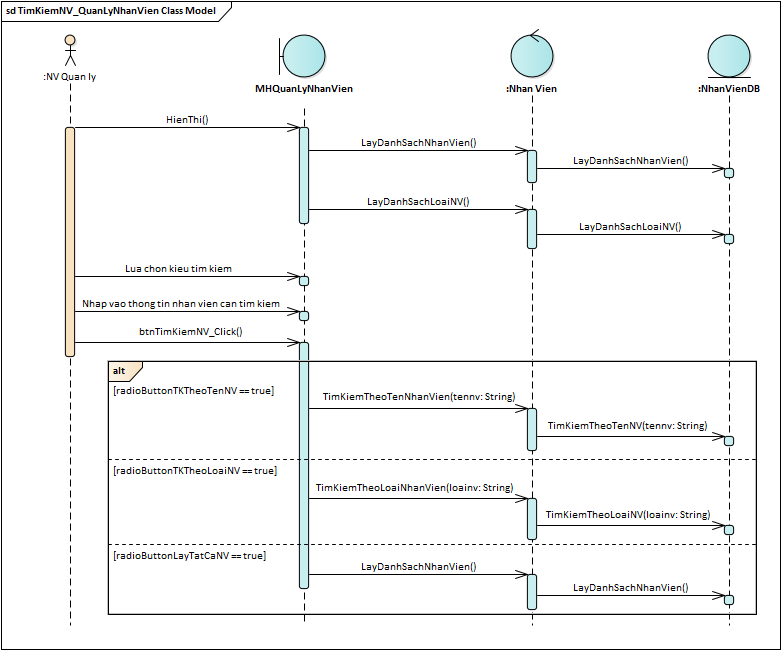 sd TimKiemNV_QuanLyNhanVien Class Model
:NV Quan ly
MHQuanLyNhanVien
:Nhan Vien
:NhanVienDB
HienThi()
LayDanhSachNhanVien()
LayDanhSachNhanVien()
LayDanhSachLoaiNV()
LayDanhSachLoaiNV()
Lua chon kieu tim kiem
Nhap vao thong tin nhan vien can tim kiem
btnTimKiemNV_Click()
alt
[radioButtonTKTheoTenNV == true]
TimKiemTheoTenNhanVien(tennv: String)
TimKiemTheoTenNV(tennv: String)
[radioButtonTKTheoLoaiNV == true]
TimKiemTheoLoaiNhanVien(loainv: String)
TimKiemTheoLoaiNV(loainv: String)
[radioButtonLayTatCaNV == true]
LayDanhSachNhanVien()
LayDanhSachNhanVien()